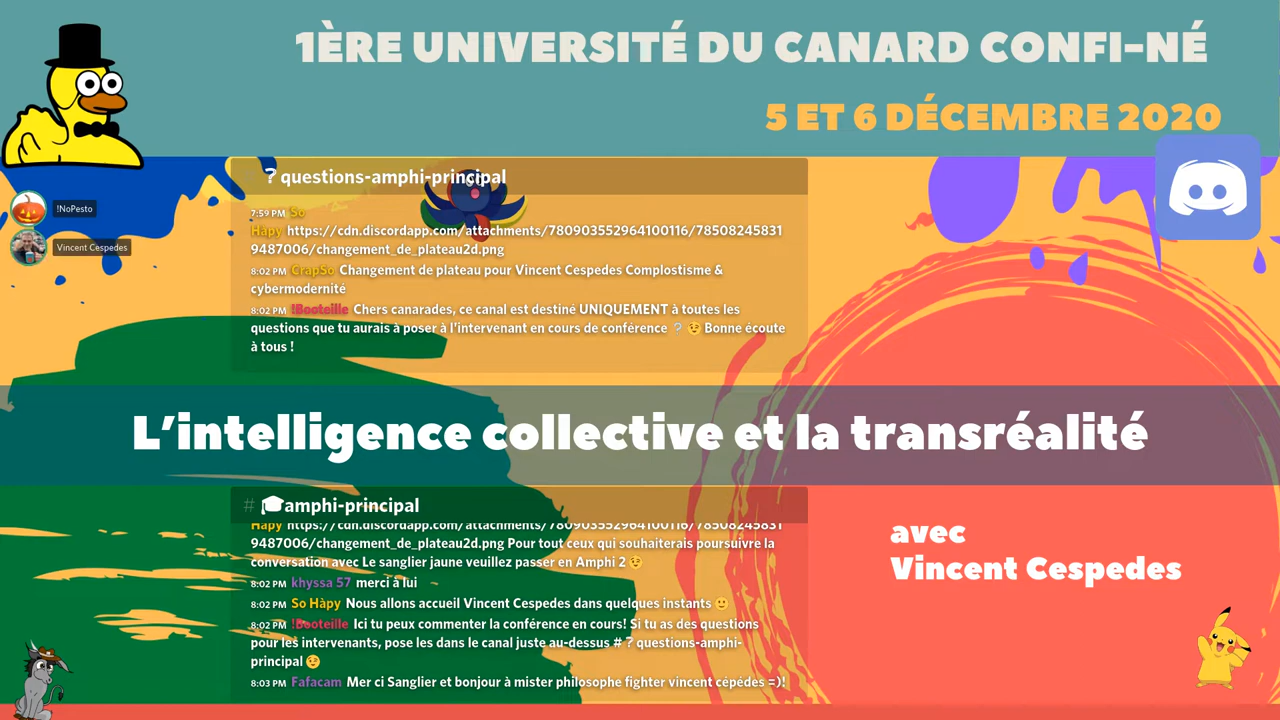 1ÈRE UNIVERSITÉ DU CANARD CONFI-NÉ
5 ET 6 DÉCEMBRE 2020
!NoPesto
Vincent Cespedes
? questions-amphi-principal
7:59 PM So
Hàpy https://cdn.discordapp.com/attachments/780903552964100116/78508245831
9487006/changement_de_plateau2d.png
8:02 PM CrapSo Changement de plateau pour Vincent Cespedes Complostisme &
cybermodernité
8:02 PM !Booteille Chers canarades, ce canal est destiné UNIQUEMENT à toutes les
questions que tu aurais à poser à l'intervenant en cours de conférence ? 😉 Bonne écoute
à tous !
L'intelligence collective et la transréalité
# 🎓amphi-principal
Hàpy https://cdn.discordapp.com/attachments/780903552964100116/78508245831
9487006/changement_de_plateau2d.png Pour tout ceux qui souhaiterais poursuivre la
conversation avec Le sanglier jaune veuillez passer en Amphi 2 😉
8:02 PM khyssa 57 merci à lui
8:02 PM So Hàpy Nous allons accueil Vincent Cespedes dans quelques instants 🙂
8:02 PM !Booteille Ici tu peux commenter la conférence en cours! Si tu as des questions
pour les intervenants, pose les dans le canal juste au-dessus # ? questions-amphi-
principal 😉
8:03 PM Fafacam Mer ci Sanglier et bonjour à mister philosophe fighter vincent cépédes =)!
avec
Vincent Cespedes